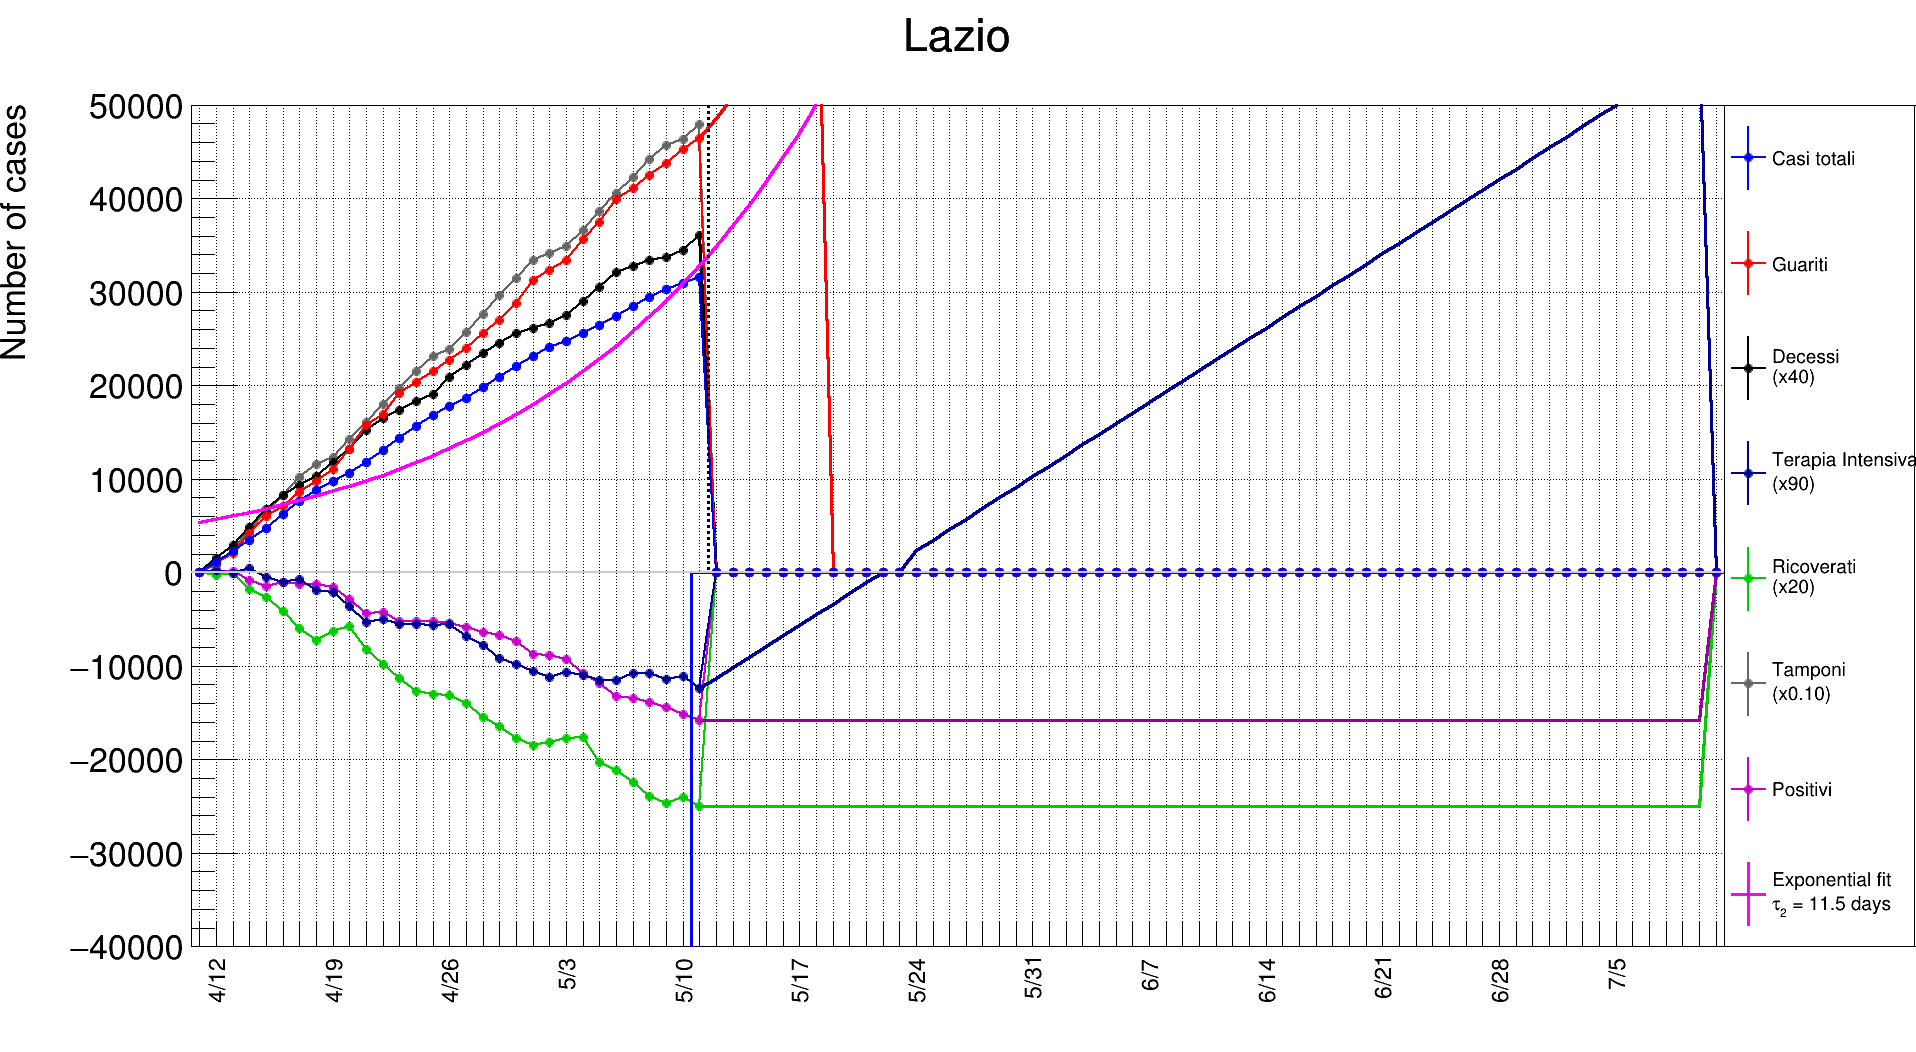 Lazio
Number of cases
50000
40000
30000
20000
10000
0
−10000
−20000
−30000
−40000
4/12
4/19
4/26
5/3
5/10
5/17
5/24
5/31
6/7
6/14
6/21
6/28
7/5
Casi totali
Guariti
Decessi
(x40)
Terapia Intensiva
(x90)
Ricoverati
(x20)
Tamponi
(x0.10)
Positivi
Exponential fit
τ2 = 11.5 days